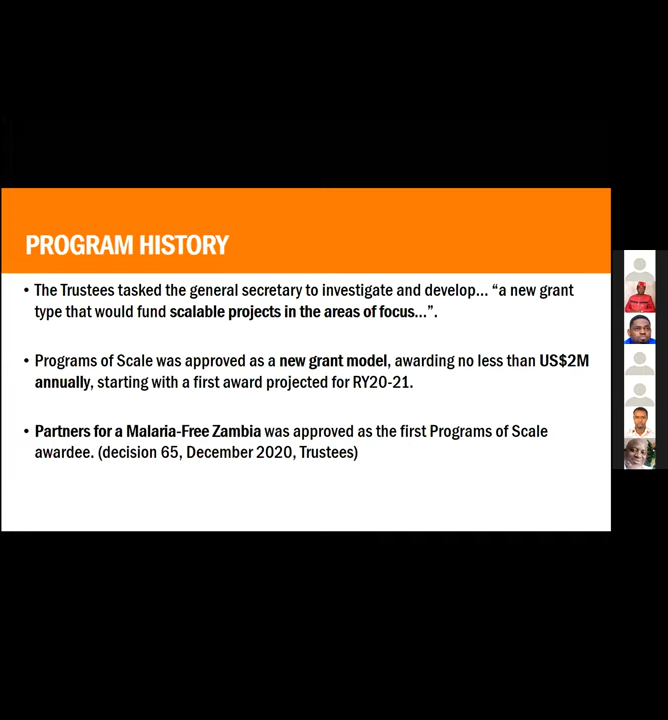 PROGRAM HISTORY
• The Trustees tasked the general secretary to investigate and develop... “a new grant
type that would fund scalable projects in the areas of focus...”.
• Programs of Scale was approved as a new grant model, awarding no less than US$2M
annually, starting with a first award projected for RY20-21.
• Partners for a Malaria-Free Zambia was approved as the first Programs of Scale
awardee. (decision 65, December 2020, Trustees)